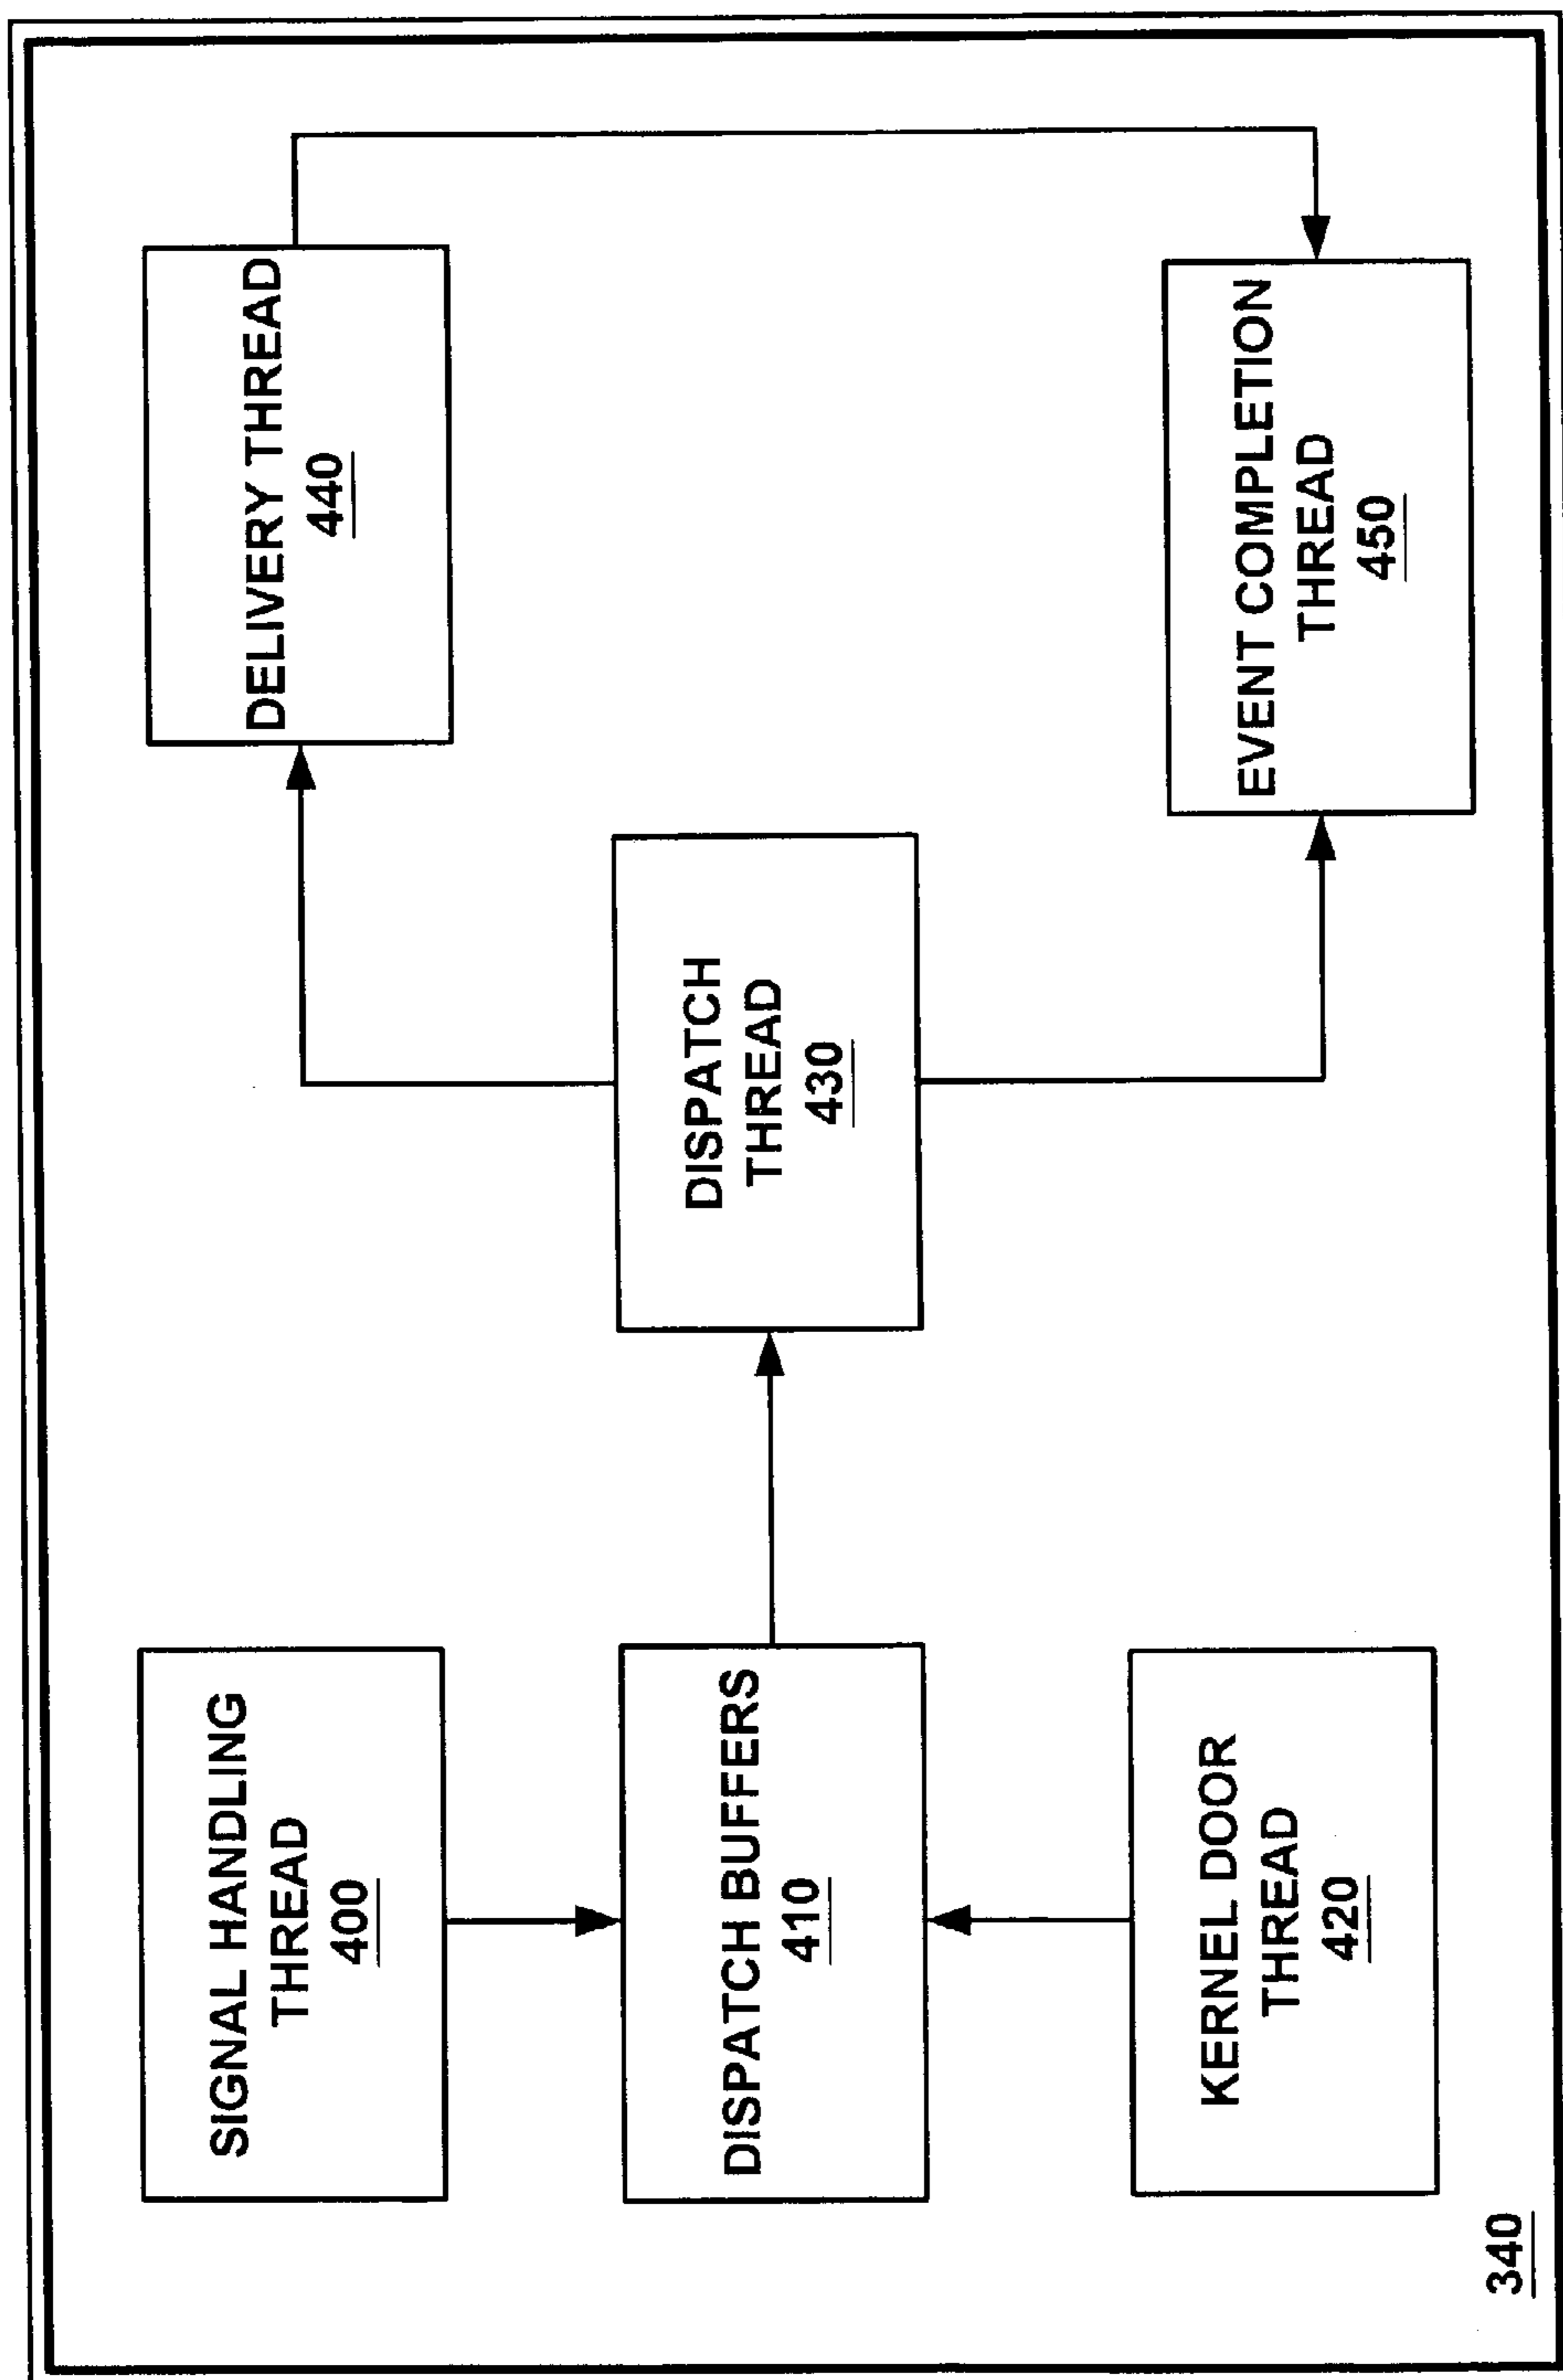 SIGNAL HANDLING
THREAD
400
DISPATCH BUFFERS
410
KERNEL DOOR
THREAD
420
DISPATCH
THREAD
430
DELIVERY THREAD
440
EVENT COMPLETION
THREAD
450
340